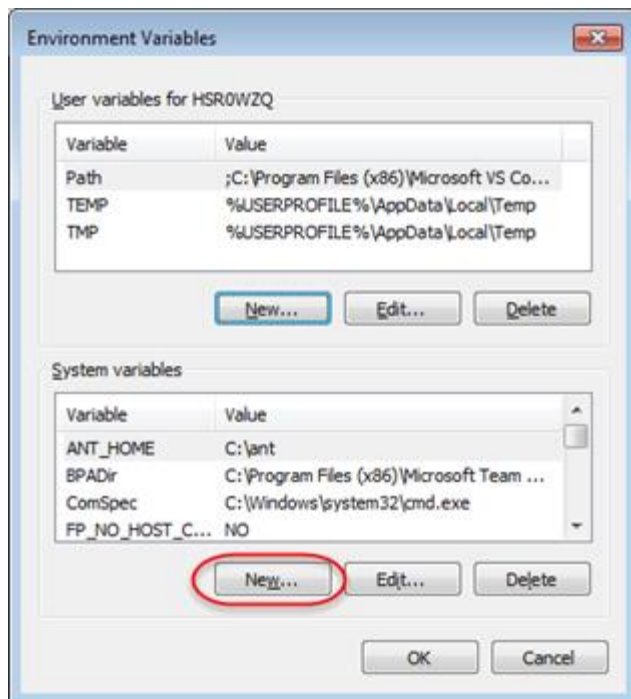 Environment Variables
User variables for HSR0WZQ
Variable Value
Path ;C:\Program Files (x86)\Microsoft VS Co...
TEMP %USERPROFILE%\AppData\Local\Temp
TMP %USERPROFILE%\AppData\Local\Temp
New... Edit... Delete
System variables
Variable Value
ANT_HOME C:\ant
BPADir C:\Program Files (x86)\Microsoft Team ...
ComSpec C:\Windows\system32\cmd.exe
FP_NO_HOST_C... NO
New... Edit... Delete
OK Cancel